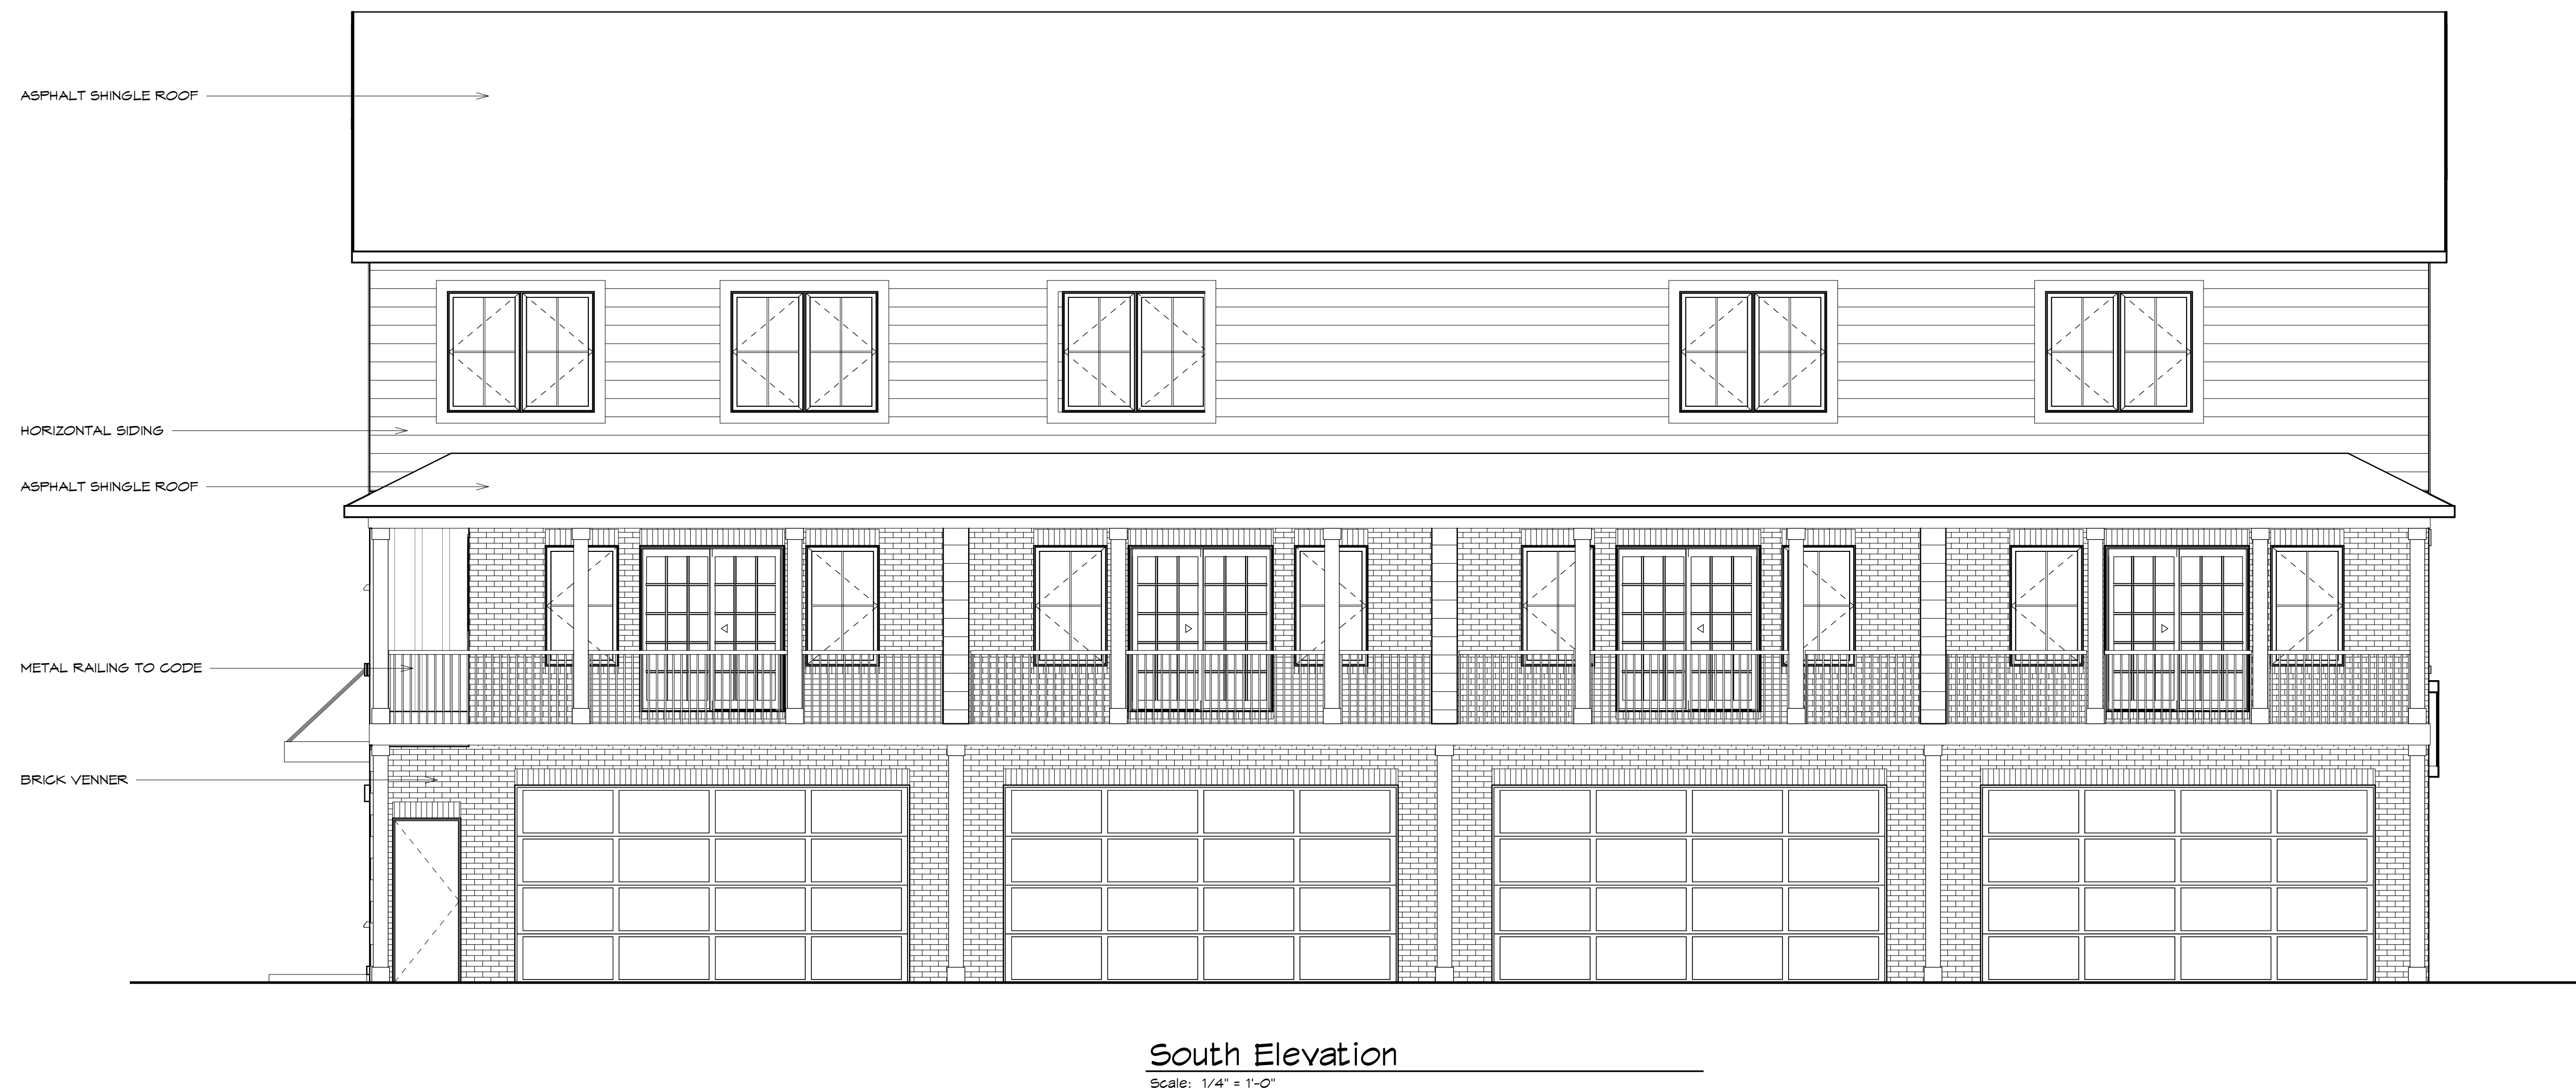 ASPHALT SHINGLE ROOF
HORIZONTAL SIDING
ASPHALT SHINGLE ROOF
METAL RAILING TO CODE
BRICK VENNER
South Elevation
Scale: 1/4" = 1'-0"